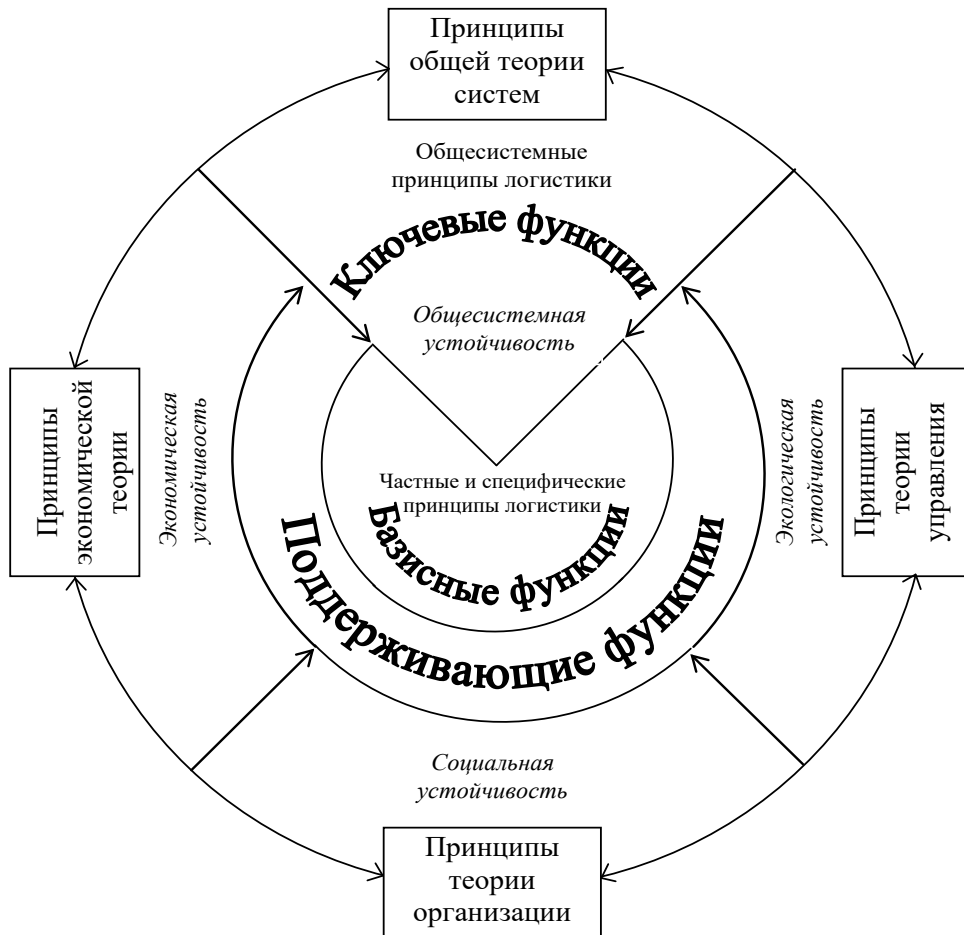 Принципы
общей теории
систем
Общесистемные
принципы логистики
Ключевые функции
Общесистемная
устойчивость
Принципы
экономической
теории
Экономическая
устойчивость
Частные и специфические
принципы логистики
Базисные функции
Поддерживающие функции
Экологическая
устойчивость
Принципы
теории
управления
Социальная
устойчивость
Принципы
теории
организации